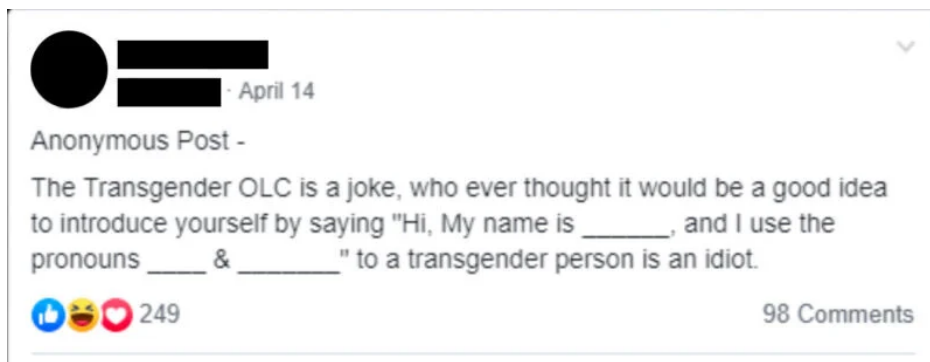 · April 14
Anonymous Post -
The Transgender OLC is a joke, who ever thought it would be a good idea
to introduce yourself by saying "Hi, My name is ______, and I use the
pronouns ____ & _______" to a transgender person is an idiot.
249 98 Comments